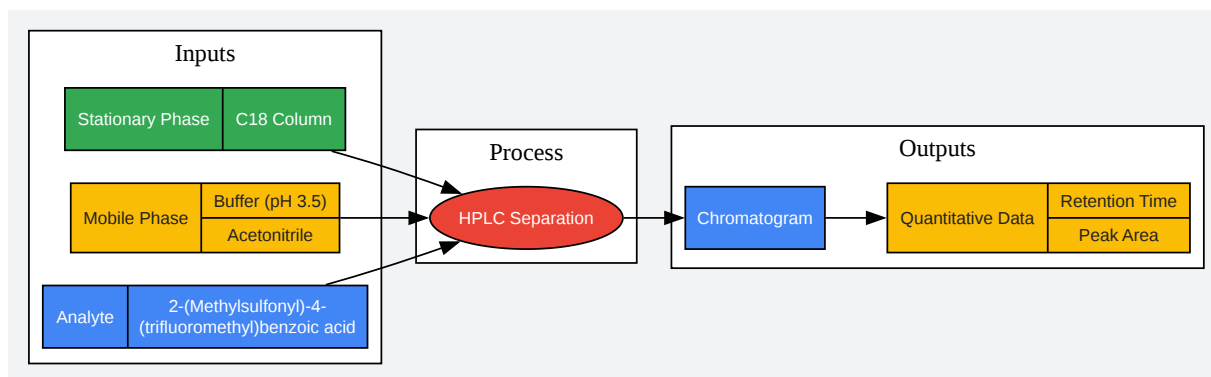 Inputs
Stationary Phase
C18 Column
Mobile Phase
Buffer (pH 3.5)
Acetonitrile
Analyte
2-(Methylsulfonyl)-4-
(trifluoromethyl)benzoic acid
Process
HPLC Separation
Outputs
Chromatogram
Quantitative Data
Retention Time
Peak Area